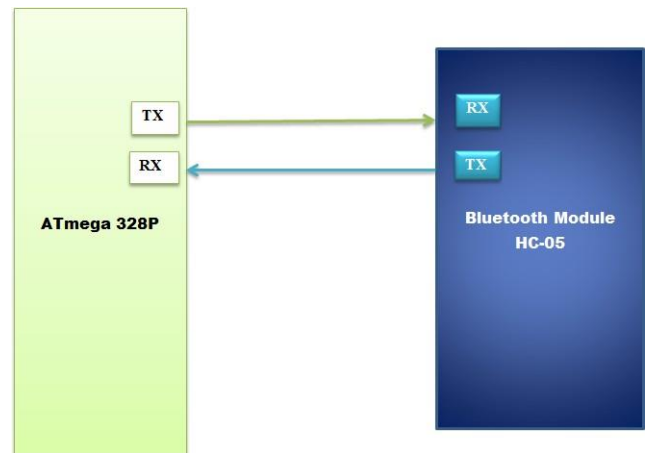 TX
RX
ATmega 328P
RX
TX
Bluetooth Module
HC-05